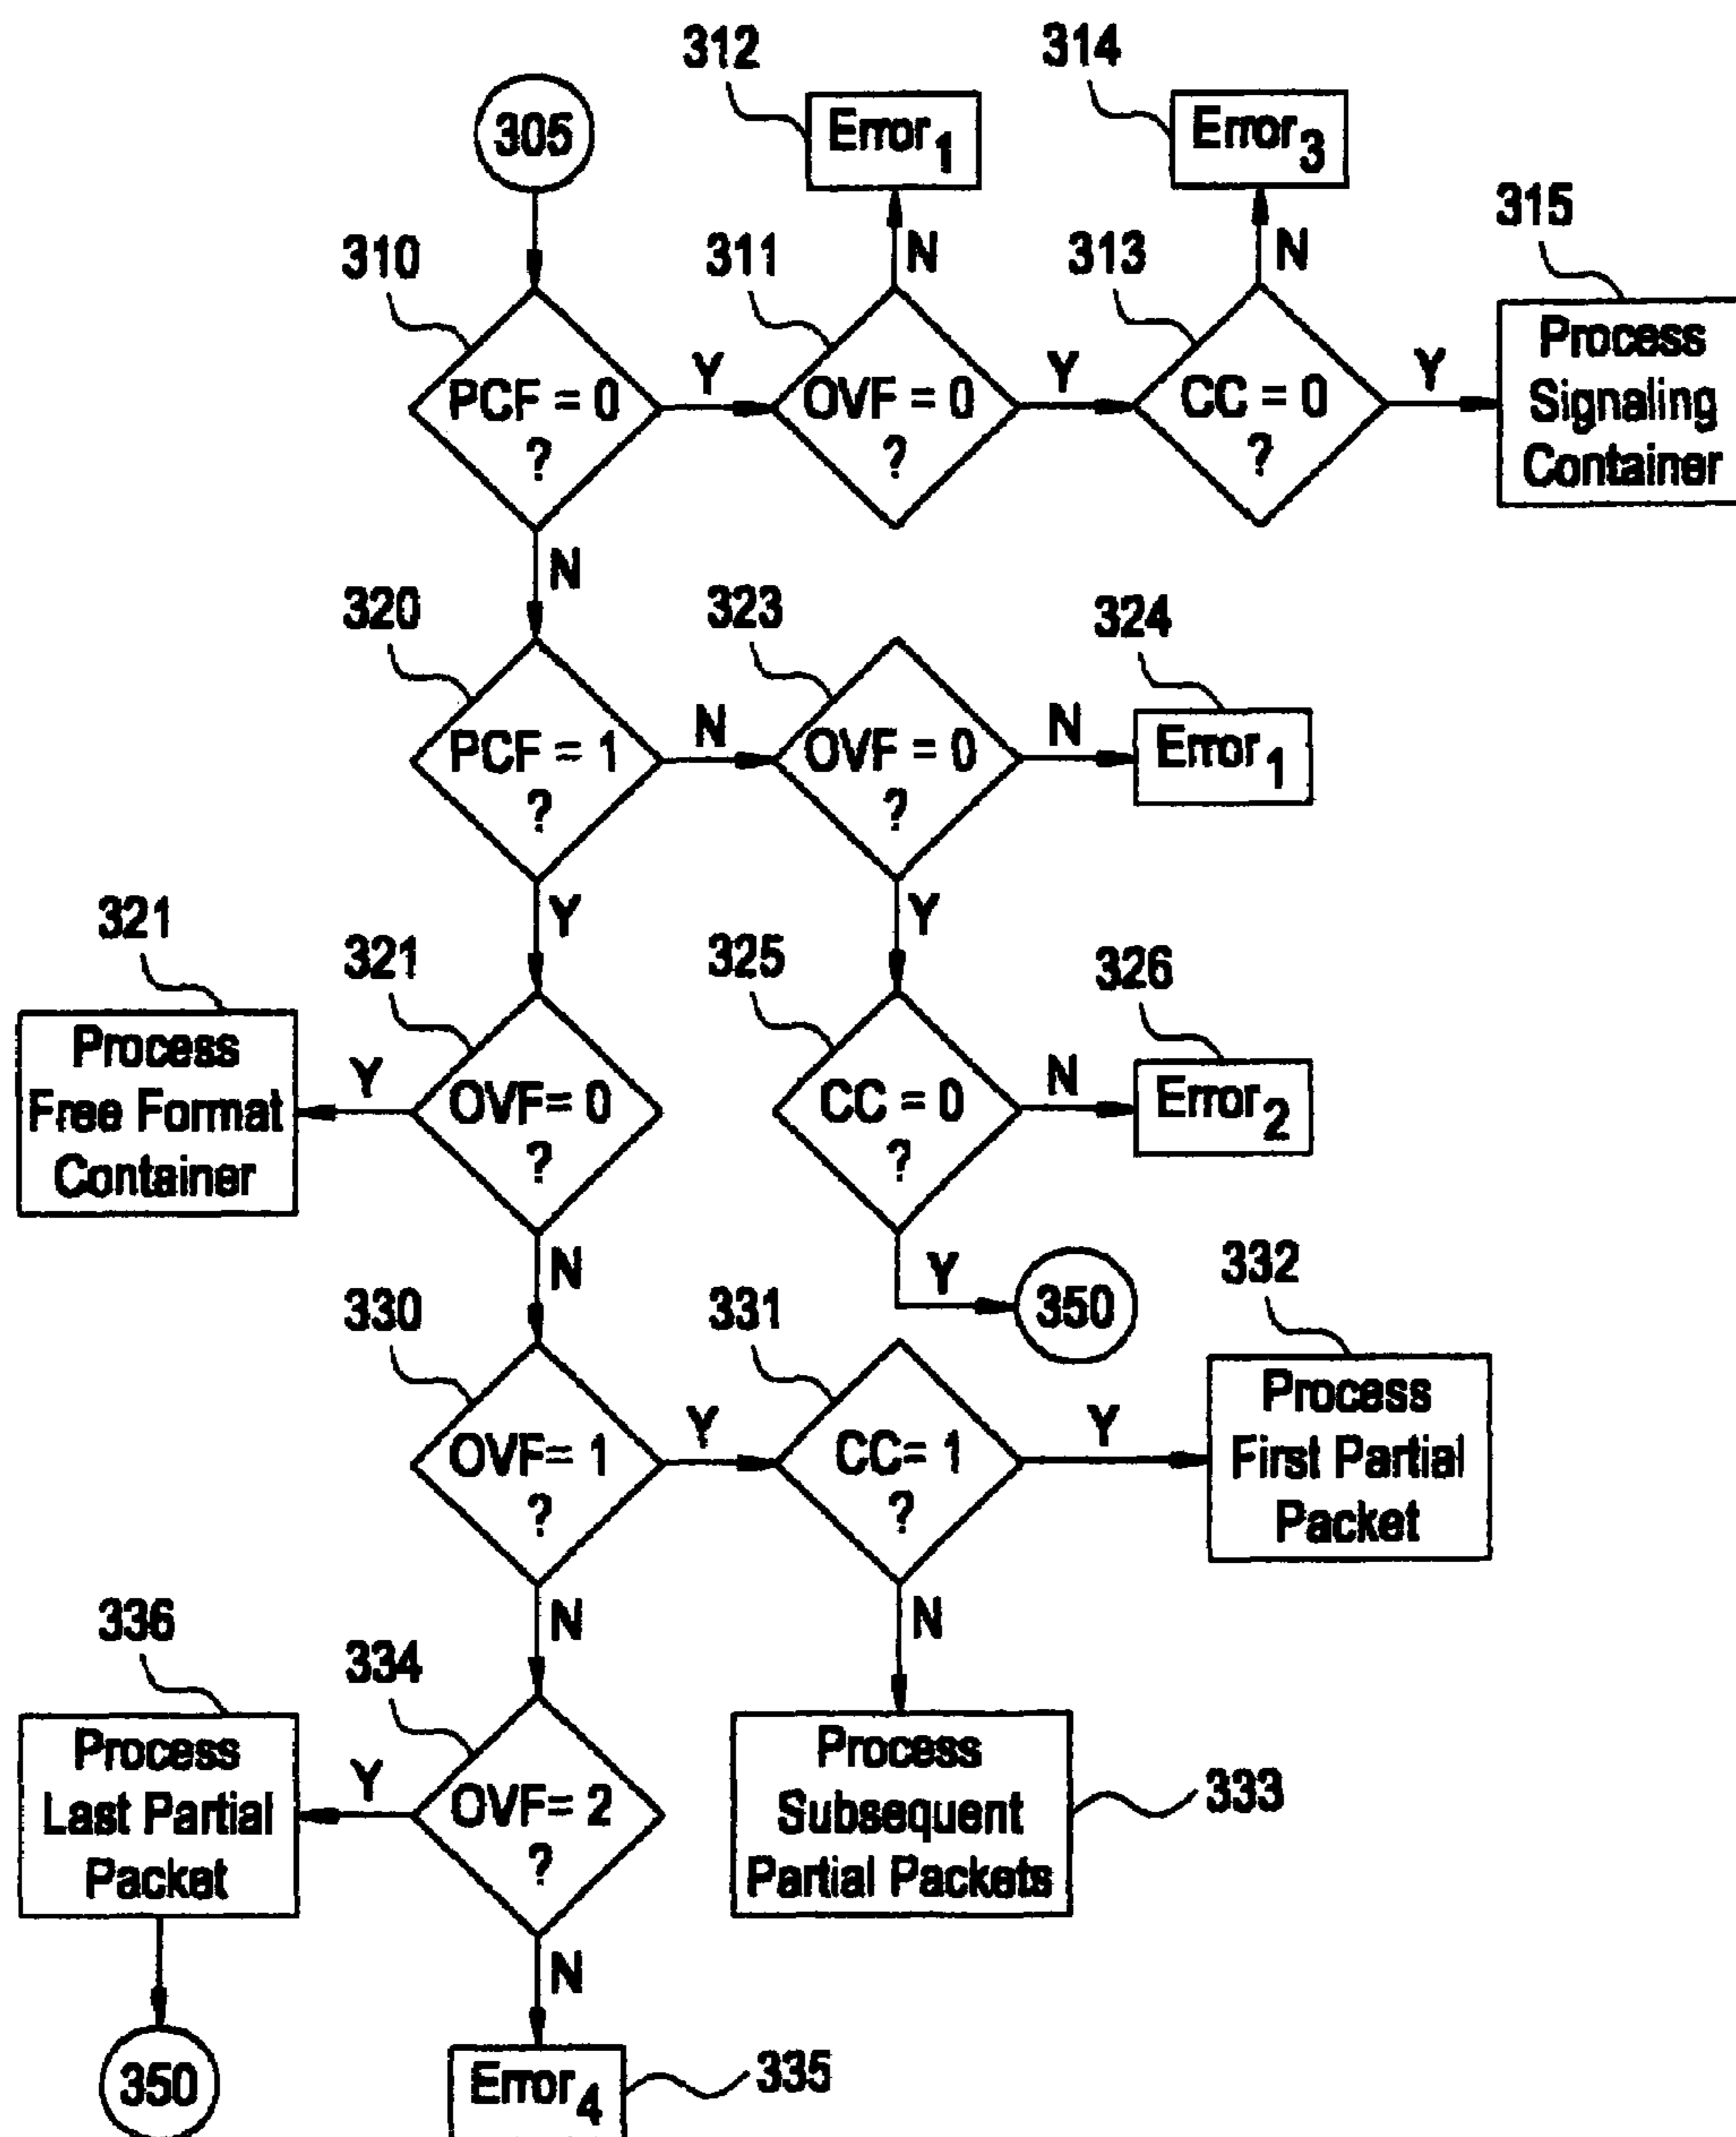 312
314
305
Error1
Error3
315
310
311
N
313
N
PCF = 0
?
Y
OVF = 0
?
Y
CC = 0
?
Y
Process
Signaling
Container
N
320
323
324
PCF = 1
?
N
OVF = 0
?
N
Error1
321
Y
321
325
Y
326
Process
Free Format
Container
Y
OVF= 0
?
CC = 0
?
N
Error2
N
Y
350
332
330
331
OVF= 1
?
Y
CC= 1
?
Y
Process
First Partial
Packet
336
N
334
N
Process
Last Partial
Packet
Y
OVF= 2
?
Process
Subsequent
Partial Packets
333
N
350
Error4
335